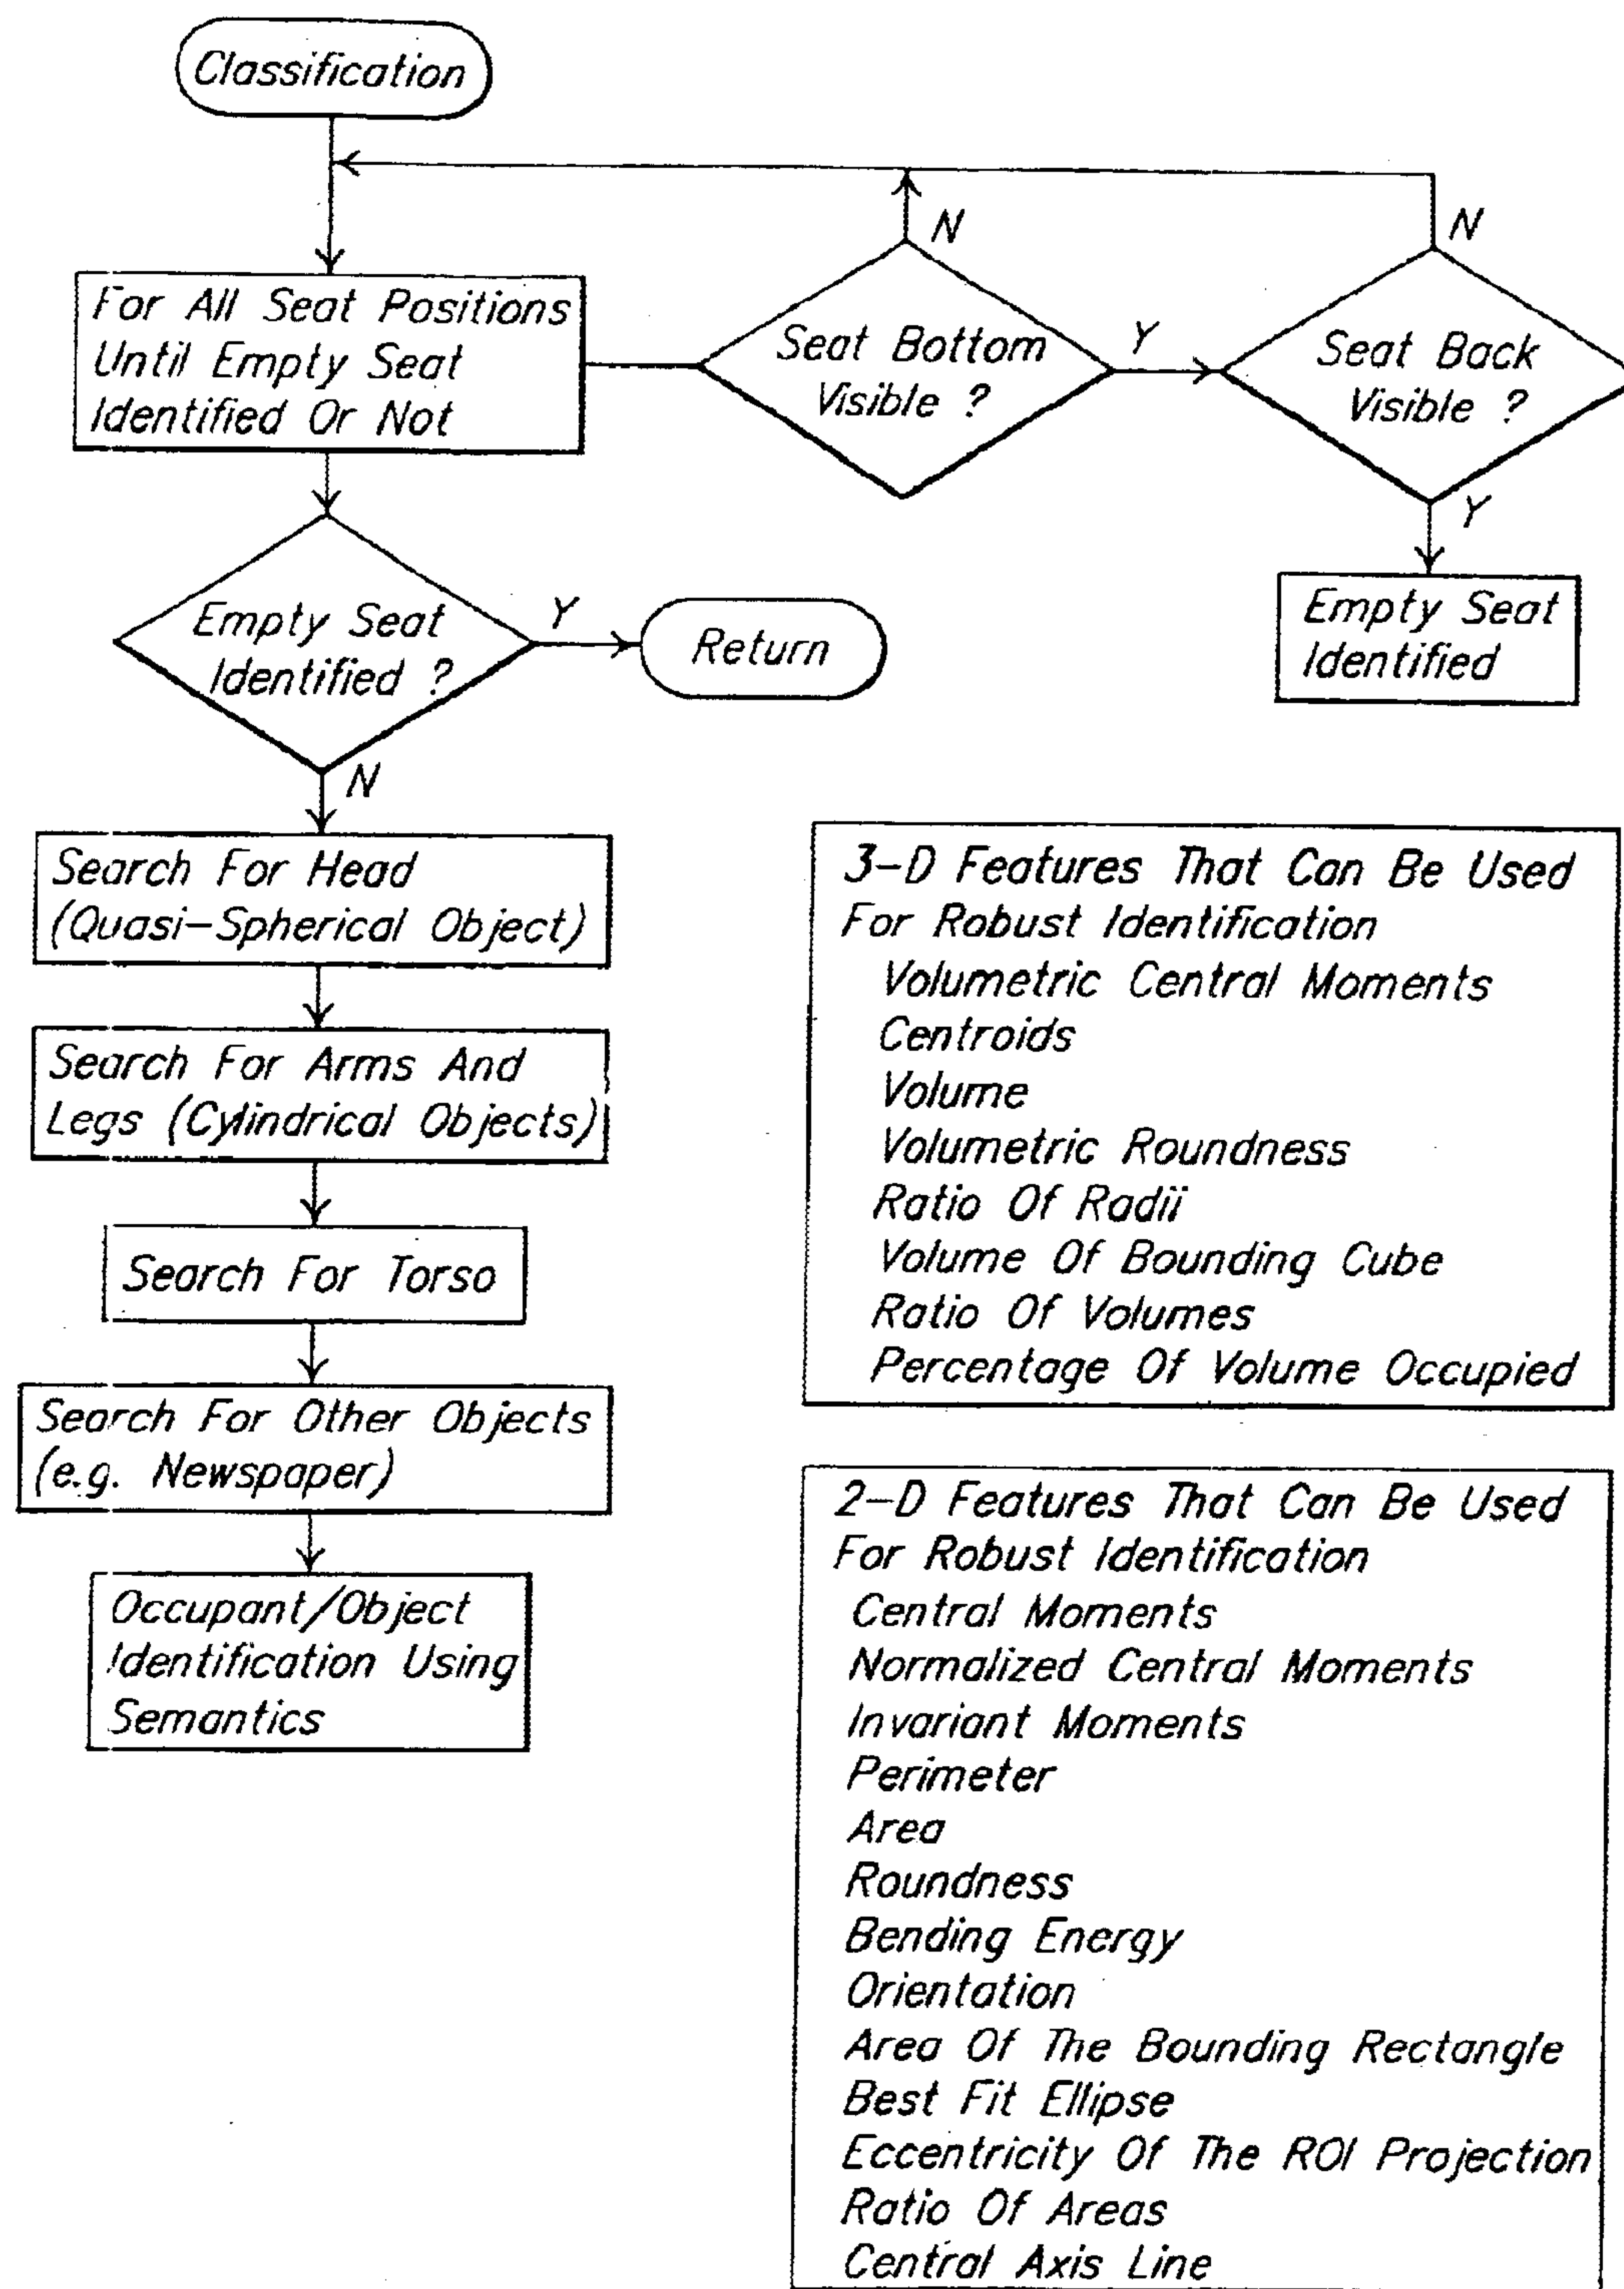 Classification
N
N
For All Seat Positions
Until Empty Seat
Identified Or Not
Seat Bottom
Visible ?
Y
Seat Back
Visible ?
Y
Empty Seat
Identified
Empty Seat
Identified ?
Y
Return
N
Search For Head
(Quasi-Spherical Object)
Search For Arms And
Legs (Cylindrical Objects)
Search For Torso
Search For Other Objects
(e.g. Newspaper)
Occupant/Object
Identification Using
Semantics
3-D Features That Can Be Used
For Robust Identification
Volumetric Central Moments
Centroids
Volume
Volumetric Roundness
Ratio Of Radii
Volume Of Bounding Cube
Ratio Of Volumes
Percentage Of Volume Occupied
2-D Features That Can Be Used
For Robust Identification
Central Moments
Normalized Central Moments
Invariant Moments
Perimeter
Area
Roundness
Bending Energy
Orientation
Area Of The Bounding Rectangle
Best Fit Ellipse
Eccentricity Of The ROI Projection
Ratio Of Areas
Central Axis Line